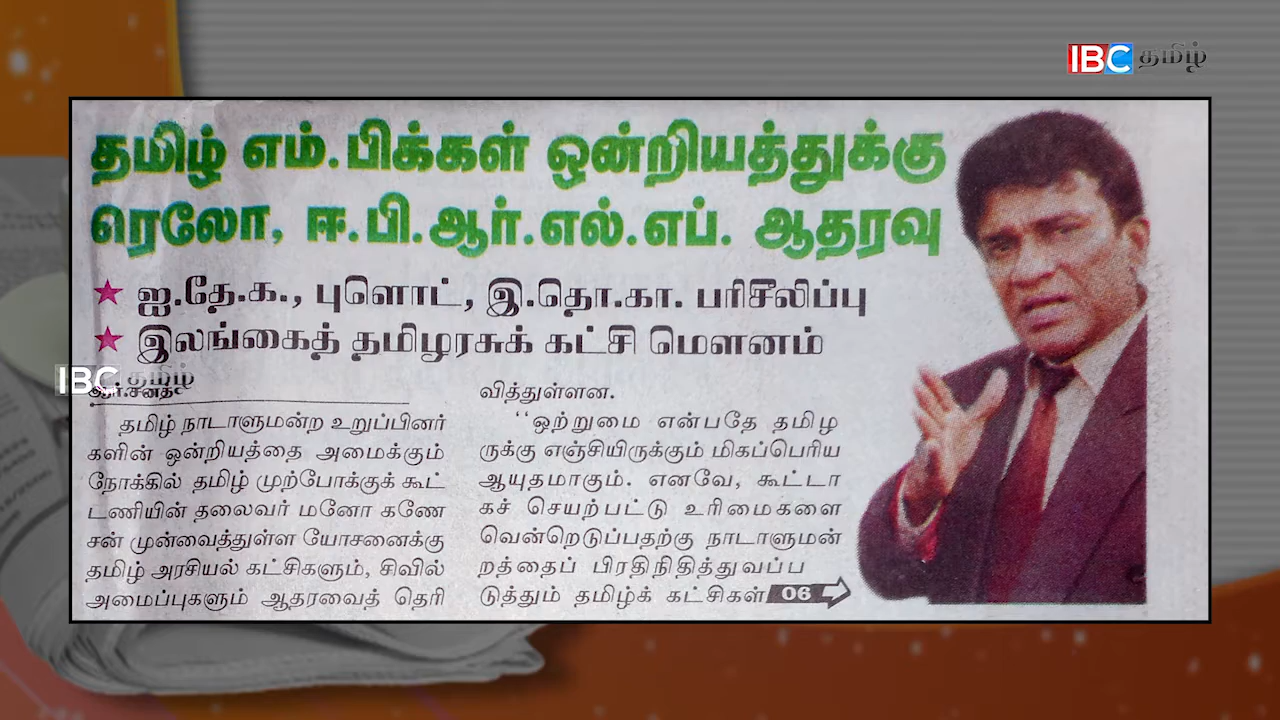 IBC தமிழ்
தமிழ் எம்.பிக்கள் ஒன்றியத்துக்கு
ரெலோ, ஈ.பி.ஆர்.எல்.எப். ஆதரவு
★ ஐ.தே.க., புளொட், இ.தொ.கா. பரிசீலிப்பு
★ இலங்கைத் தமிழரசுக் கட்சி மௌனம்
IBC தமிழ்
ஆர்.சனத்
தமிழ் நாடாளுமன்ற உறுப்பினர்
களின் ஒன்றியத்தை அமைக்கும்
நோக்கில் தமிழ் முற்போக்குக் கூட்
டணியின் தலைவர் மனோ கணே
சன் முன்வைத்துள்ள யோசனைக்கு
தமிழ் அரசியல் கட்சிகளும், சிவில்
அமைப்புகளும் ஆதரவைத் தெரி
வித்துள்ளன.
‘‘ஒற்றுமை என்பதே தமிழ
ருக்கு எஞ்சியிருக்கும் மிகப்பெரிய
ஆயுதமாகும். எனவே, கூட்டா
கச் செயற்பட்டு உரிமைகளை
வென்றெடுப்பதற்கு நாடாளுமன்
றத்தைப் பிரதிநிதித்துவப்ப
டுத்தும் தமிழ்க் கட்சிகள் 06